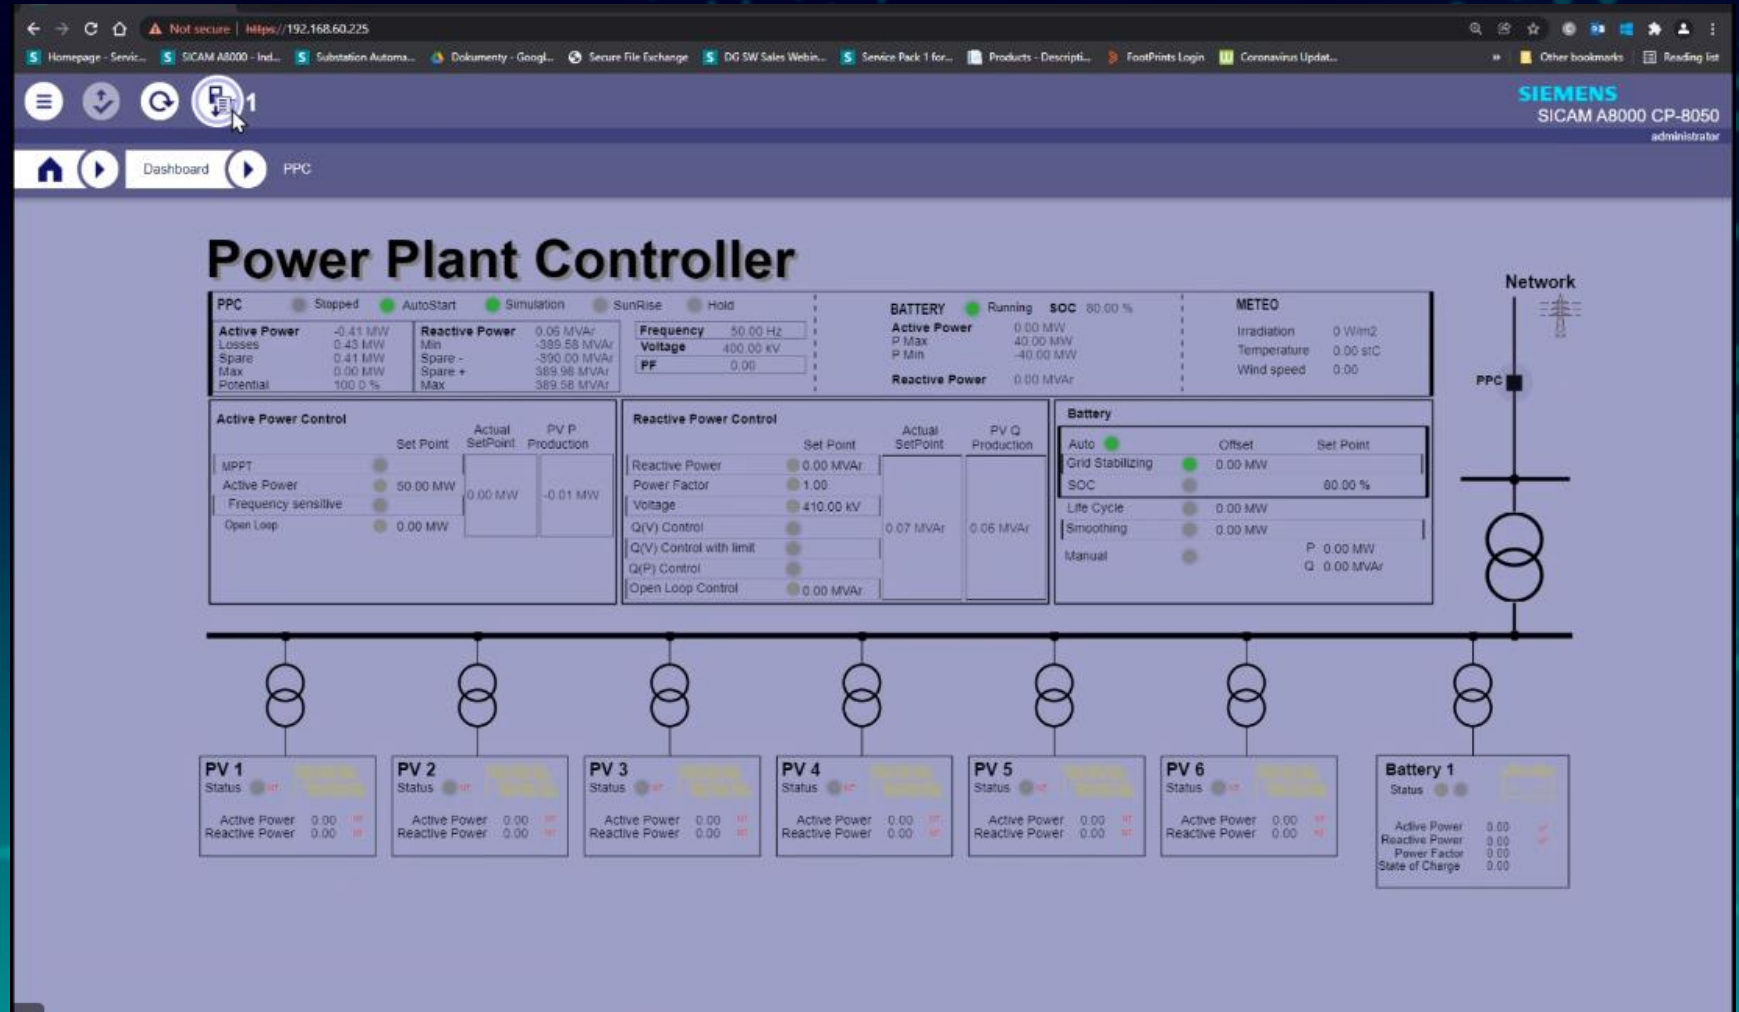 Not secure | https://192.168.60.225
Homepage - Servic... SICAM A8000 - Ind... Substation Automa... Dokumenty - Googl... Secure File Exchange DG SW Sales Webin... Service Pack 1 for... Products - Descripti... FootPrints Login Coronavirus Updat... » Other bookmarks Reading list
1
SIEMENS
SICAM A8000 CP-8050
administrator
Dashboard PPC
Power Plant Controller
Network
PPC Stopped AutoStart Simulation SunRise Hold
Active Power -0.41 MW
Losses 0.43 MW
Spare 0.41 MW
Max 0.00 MW
Potential 100.0 %
Reactive Power 0.06 MVAr
Min -389.58 MVAr
Spare - -390.00 MVAr
Spare + 389.98 MVAr
Max 389.58 MVAr
Frequency 50.00 Hz
Voltage 400.00 kV
PF 0.00
BATTERY Running SOC 80.00 %
Active Power 0.00 MW
P Max 40.00 MW
P Min -40.00 MW
Reactive Power 0.00 MVAr
METEO
Irradiation 0 W/m2
Temperature 0.00 stC
Wind speed 0.00
PPC
Active Power Control
Set Point Actual SetPoint PV P Production
MPPT
Active Power 50.00 MW
Frequency sensitive
Open Loop 0.00 MW
0.00 MW -0.01 MW
Reactive Power Control
Set Point Actual SetPoint PV Q Production
Reactive Power 0.00 MVAr
Power Factor 1.00
Voltage 410.00 kV
Q(V) Control
Q(V) Control with limit
Q(P) Control
Open Loop Control 0.00 MVAr
0.07 MVAr 0.06 MVAr
Battery
Auto Offset Set Point
Grid Stabilizing 0.00 MW
SOC 80.00 %
Life Cycle 0.00 MW
Smoothing 0.00 MW
Manual P 0.00 MW
Q 0.00 MVAr
PV 1
Status
Active Power 0.00
Reactive Power 0.00
PV 2
Status
Active Power 0.00
Reactive Power 0.00
PV 3
Status
Active Power 0.00
Reactive Power 0.00
PV 4
Status
Active Power 0.00
Reactive Power 0.00
PV 5
Status
Active Power 0.00
Reactive Power 0.00
PV 6
Status
Active Power 0.00
Reactive Power 0.00
Battery 1
Status
Active Power 0.00
Reactive Power 0.00
Power Factor 0.00
State of Charge 0.00